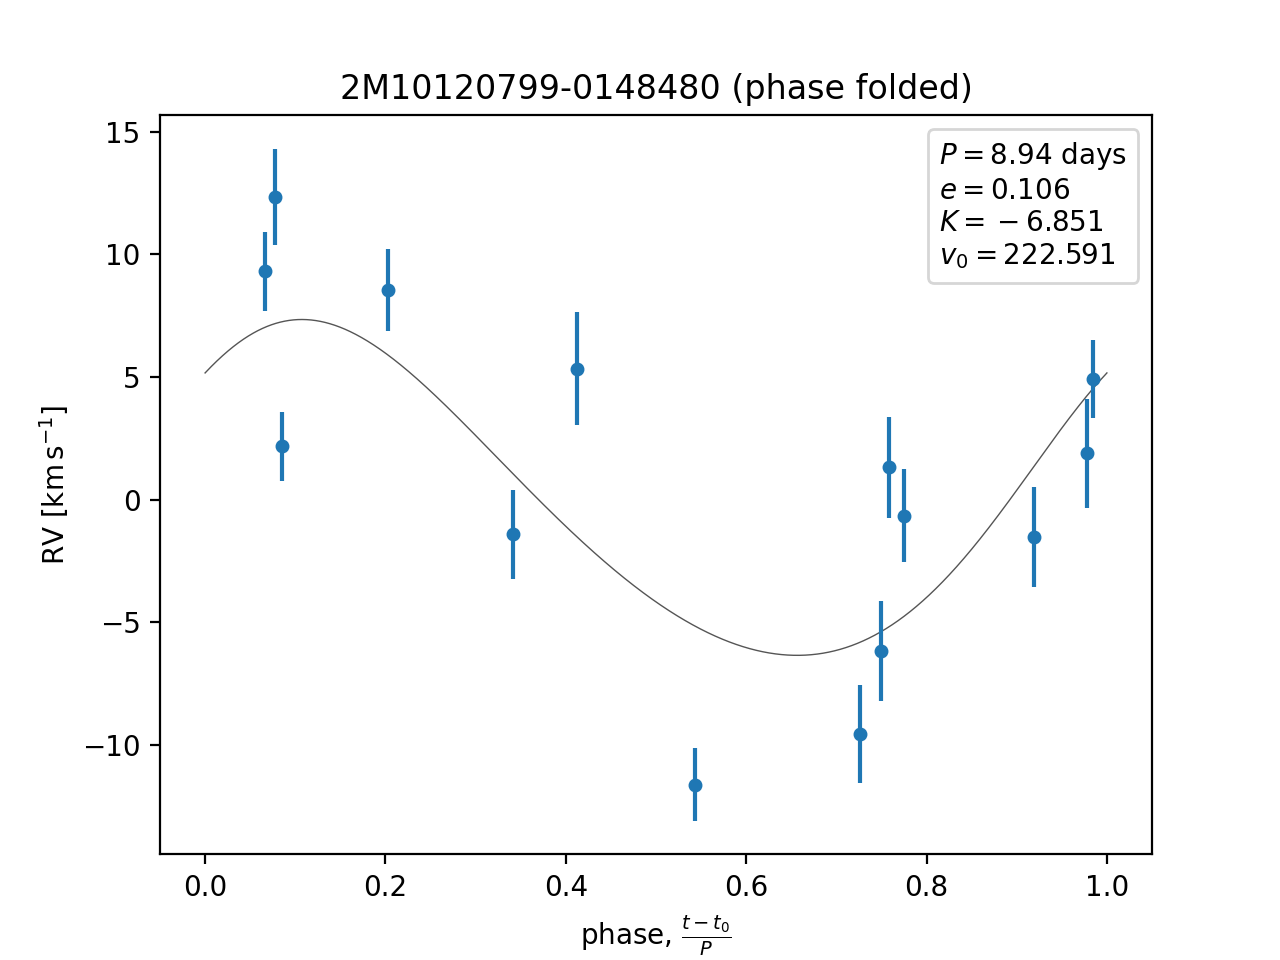 2M10120799-0148480 (phase folded)
P = 8.94 days
e = 0.106
K = −6.851
v₀ = 222.591
15
10
5
0
−5
−10
RV [km s⁻¹]
0.0 0.2 0.4 0.6 0.8 1.0
phase, (t − t₀)/P